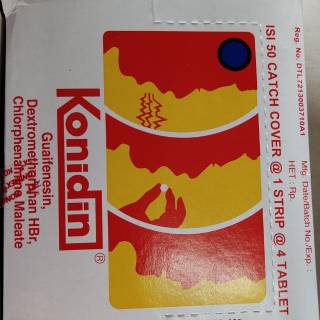 Reg. No. DTL7213003710A1
Mfg. Date/Batch No./Exp. :
HET : Rp.
ISI 50 CATCH COVER @ 1 STRIP @ 4 TABLET
Konidin®
Guaifenesin,
Dextromethorphan HBr,
Chlorphenamine Maleate